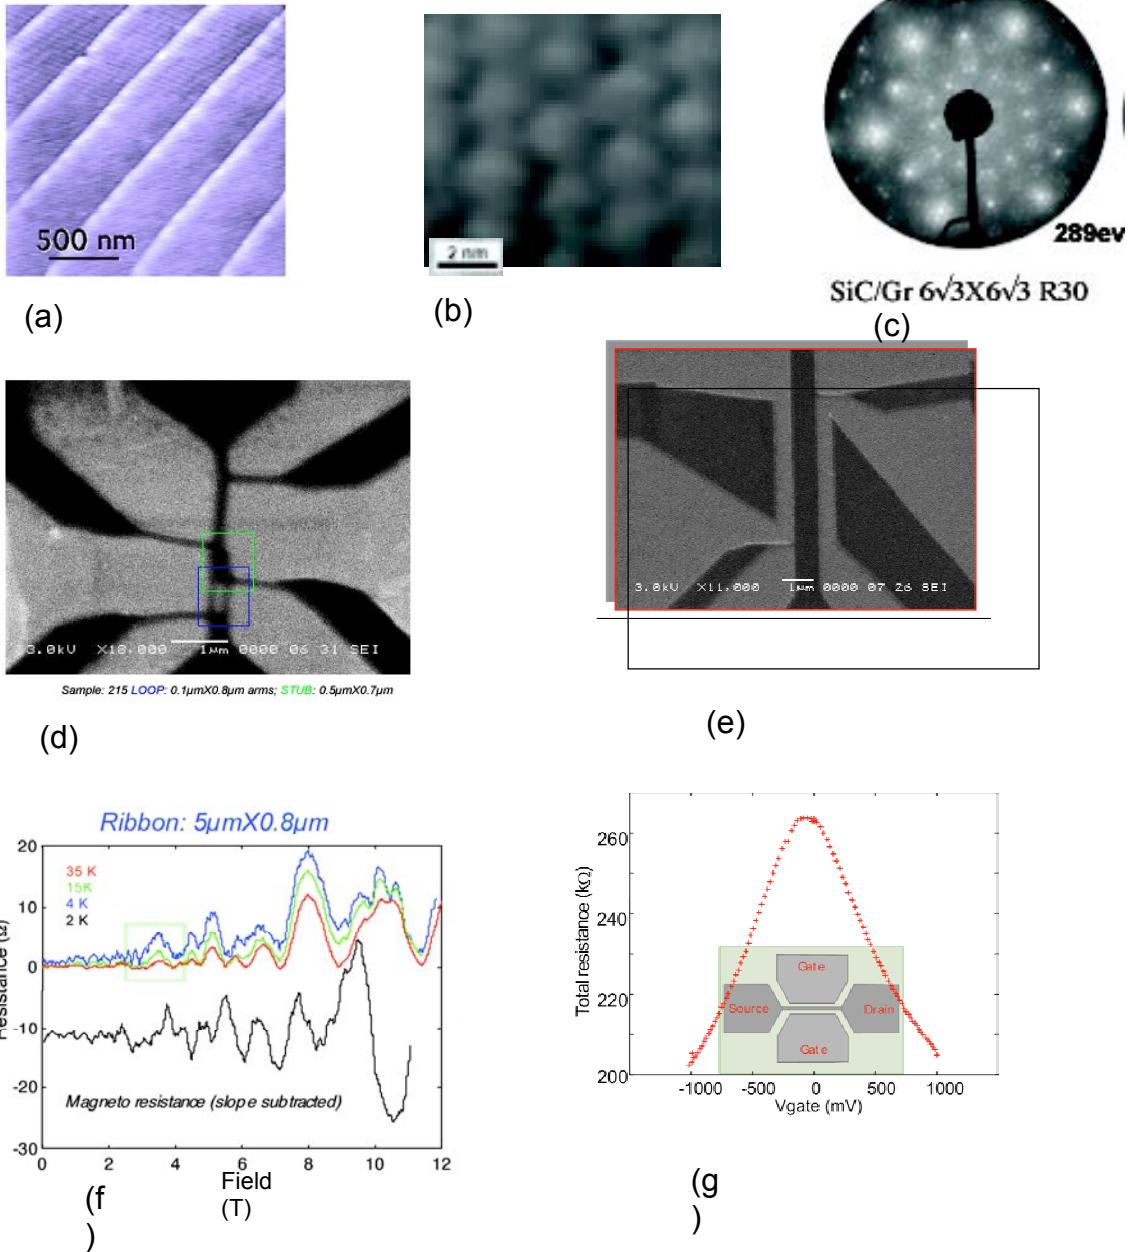 500 nm
(a)
2 nm
(b)
289ev
SiC/Gr 6√3X6√3 R30
(c)
3.0kV X18,000 1µm 0000 06 31 SEI
Sample: 215 LOOP: 0.1µmX0.8µm arms; STUB: 0.5µmX0.7µm
(d)
3.0kV X11,000 1µm 0000 07 26 SEI
(e)
Ribbon: 5µmX0.8µm
35 K
15K
4 K
2 K
20
10
0
-10
-20
-30
Resistance (Ω)
Magneto resistance (slope subtracted)
0 2 4 6 8 10 12
Field
(T)
(f
)
Total resistance (kΩ)
260
240
220
200
Gate
Source
Drain
Gate
-1000 -500 0 500 1000
Vgate (mV)
(g
)